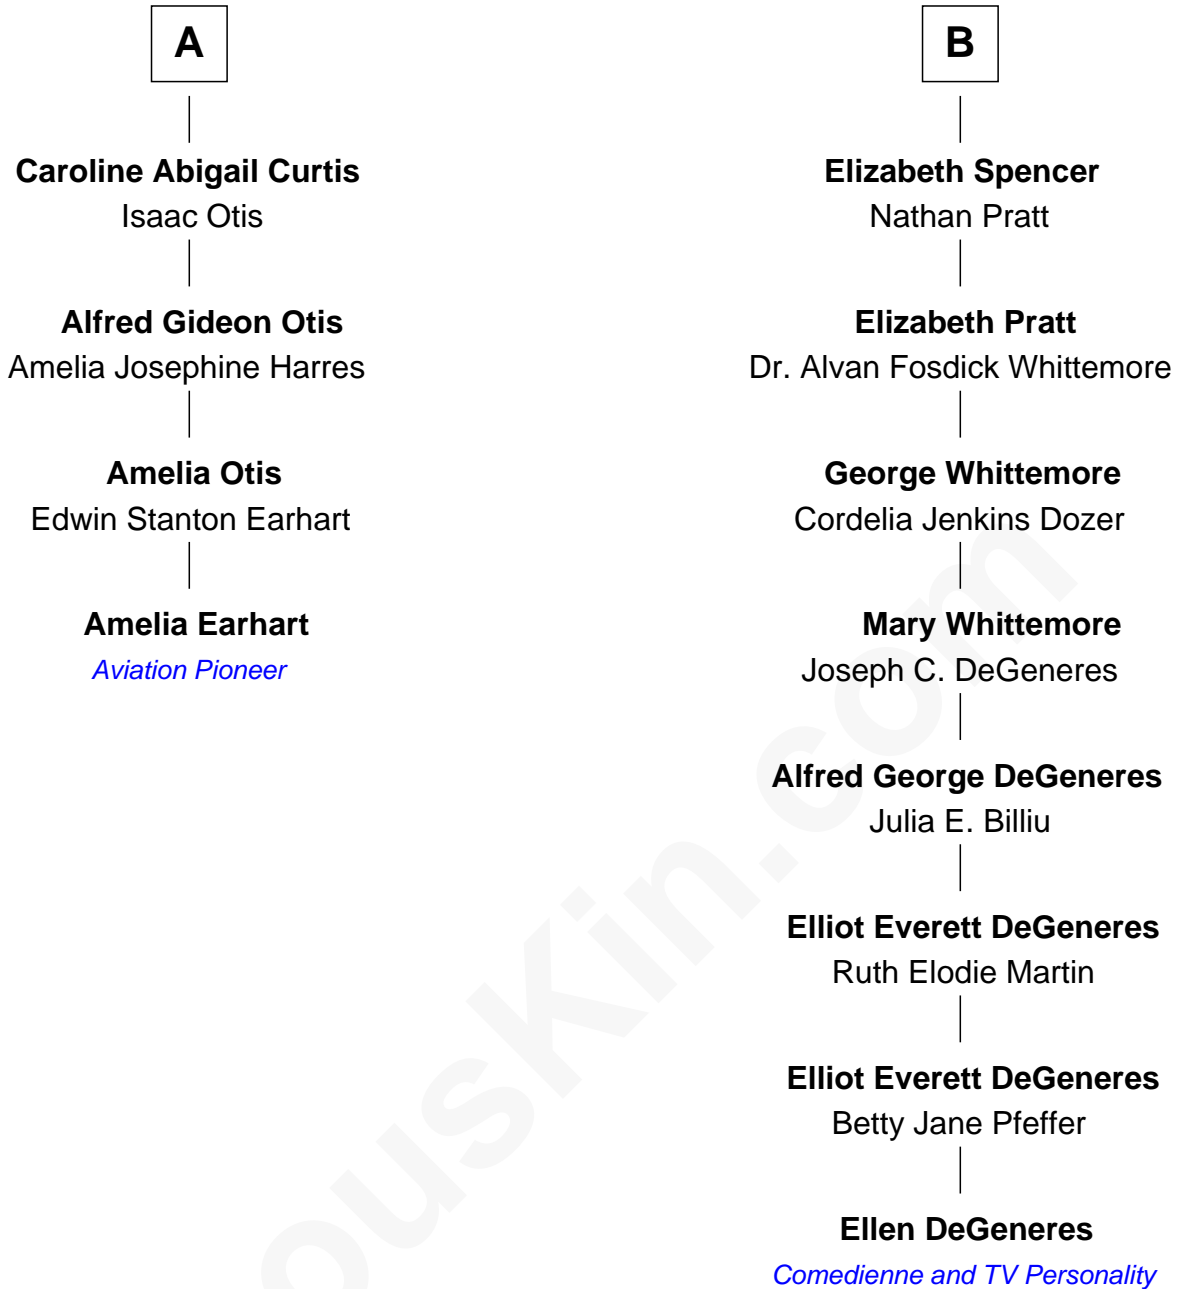 A
Caroline Abigail Curtis
Isaac Otis
Alfred Gideon Otis
Amelia Josephine Harres
Amelia Otis
Edwin Stanton Earhart
Amelia Earhart
Aviation Pioneer
B
Elizabeth Spencer
Nathan Pratt
Elizabeth Pratt
Dr. Alvan Fosdick Whittemore
George Whittemore
Cordelia Jenkins Dozer
Mary Whittemore
Joseph C. DeGeneres
Alfred George DeGeneres
Julia E. Billiu
Elliot Everett DeGeneres
Ruth Elodie Martin
Elliot Everett DeGeneres
Betty Jane Pfeffer
Ellen DeGeneres
Comedienne and TV Personality
ousKin.com